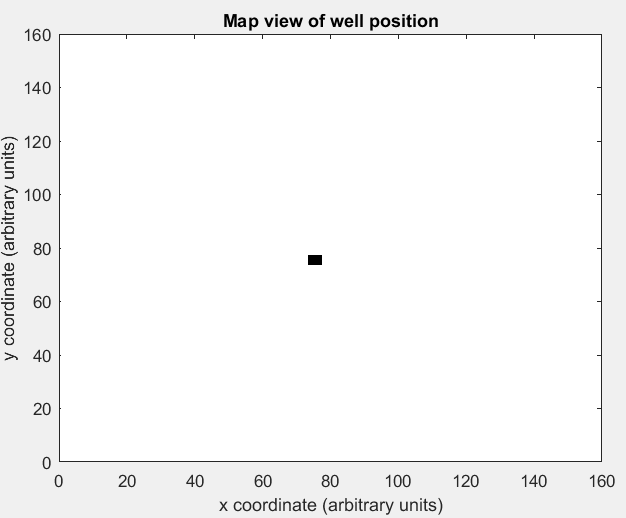 Map view of well position
160
140
120
100
80
60
40
20
0
y coordinate (arbitrary units)
0 20 40 60 80 100 120 140 160
x coordinate (arbitrary units)